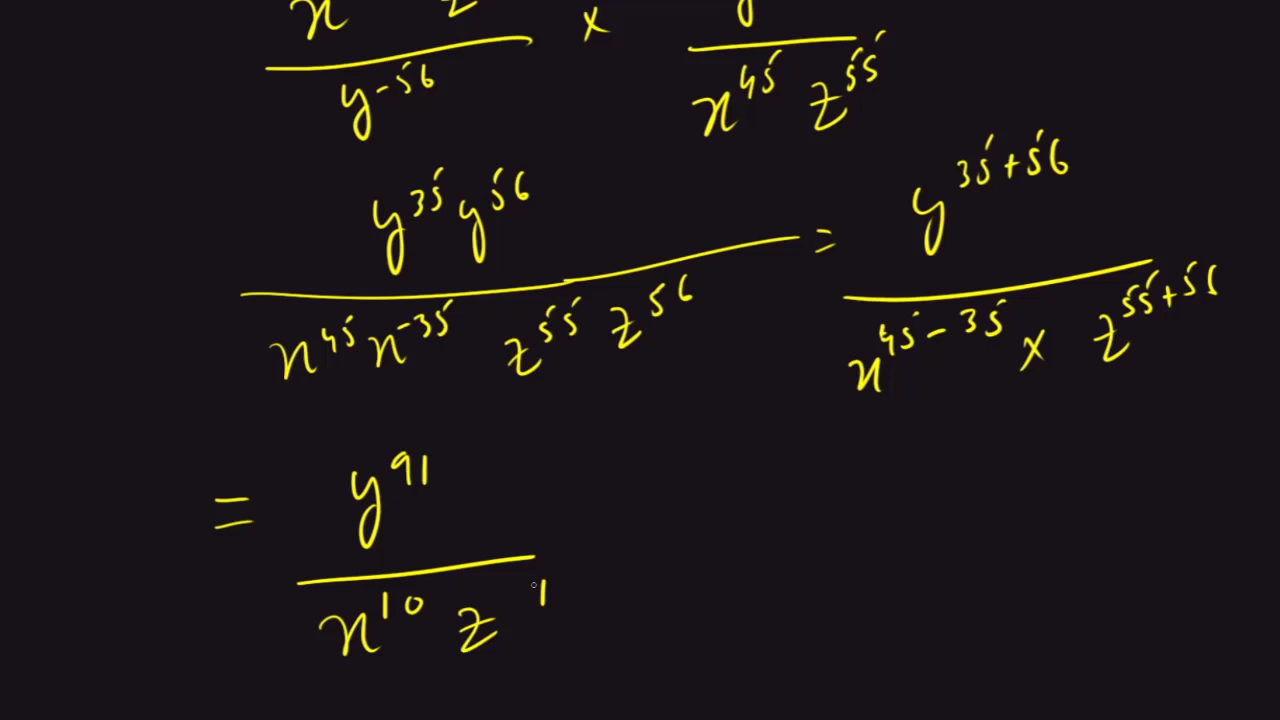 x z / y^-56 × y / x^45 z^55
y^35 y^56 / x^45 x^-35 z^55 z^56 = y^35+56 / x^45-35 × z^55+56
= y^91 / x^10 z^1